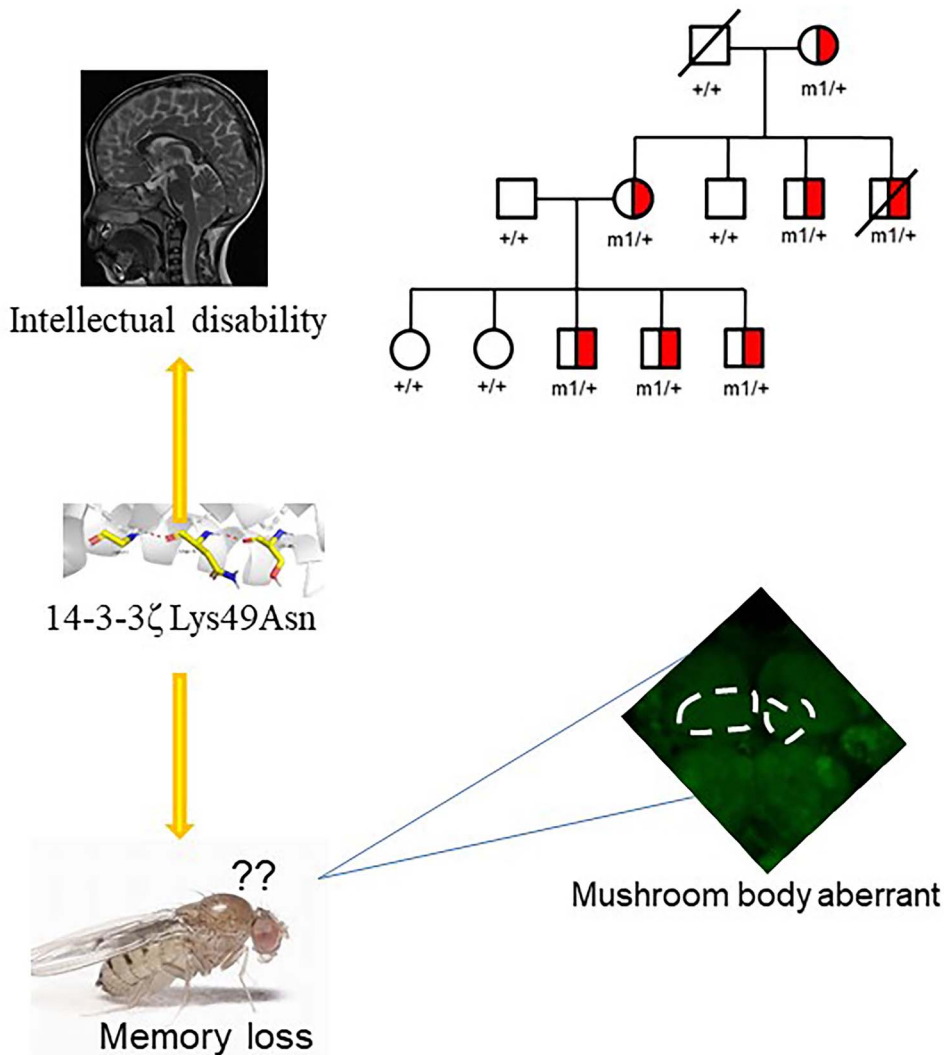 +/+ m1/+
+/+ m1/+ +/+ m1/+ m1/+
Intellectual disability
+/+ +/+ m1/+ m1/+ m1/+
14-3-3ζ Lys49Asn
??
Mushroom body aberrant
Memory loss